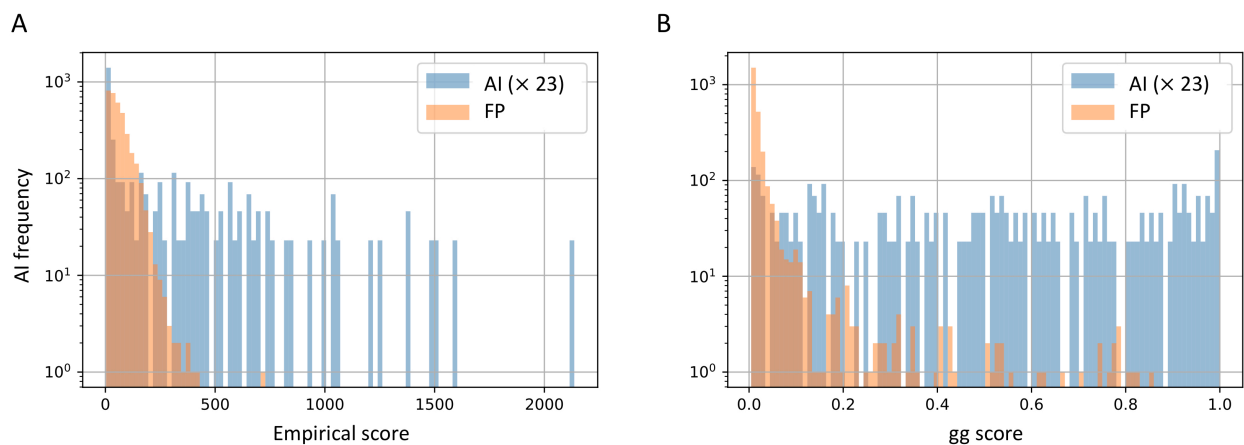 A
B
AI frequency
10³
10²
10¹
10⁰
AI (× 23)
FP
0
500
1000
1500
2000
Empirical score
10³
10²
10¹
10⁰
AI (× 23)
FP
0.0
0.2
0.4
0.6
0.8
1.0
gg score